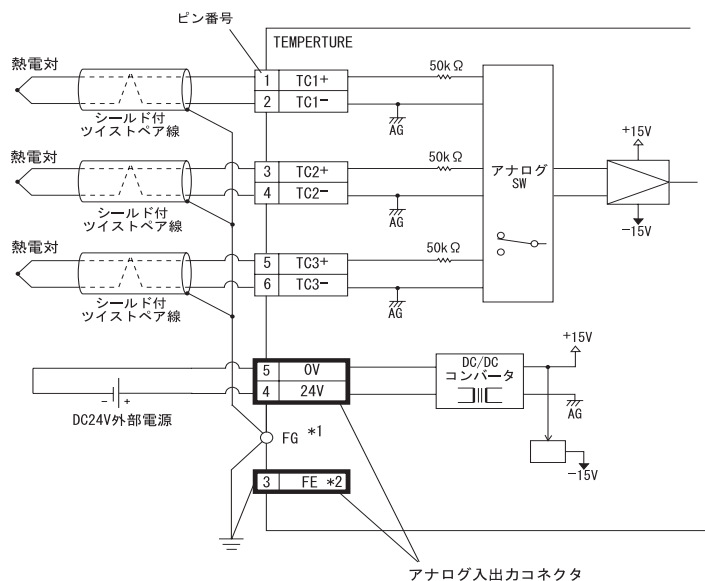 ピン番号
TEMPERTURE
熱電対
1 TC1+
2 TC1−
50kΩ
AG
シールド付
ツイストペア線
熱電対
3 TC2+
4 TC2−
50kΩ
AG
シールド付
ツイストペア線
熱電対
5 TC3+
6 TC3−
50kΩ
AG
シールド付
ツイストペア線
アナログ
SW
+15V
−15V
5 0V
4 24V
− +
DC24V外部電源
DC/DC
コンバータ
+15V
AG
−15V
FG *1
3 FE *2
アナログ入出力コネクタ